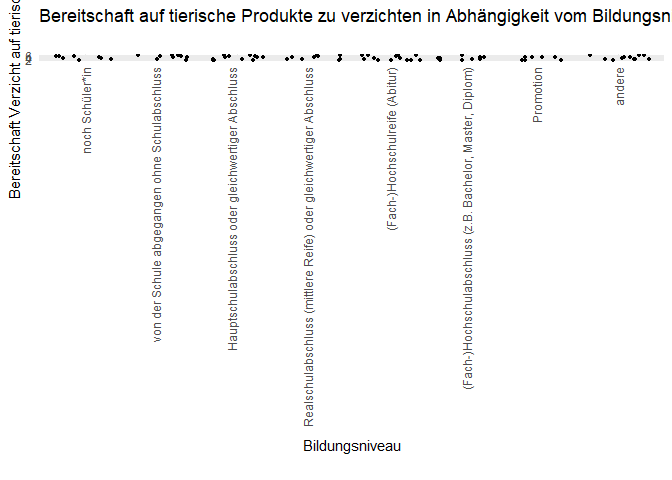 Bereitschaft auf tierische Produkte zu verzichten in Abhängigkeit vom Bildungsn
Bereitschaft Verzicht auf tierisc
6
2
noch Schüler*in
von der Schule abgegangen ohne Schulabschluss
Hauptschulabschluss oder gleichwertiger Abschluss
Realschulabschluss (mittlere Reife) oder gleichwertiger Abschluss
(Fach-)Hochschulreife (Abitur)
(Fach-)Hochschulabschluss (z.B. Bachelor, Master, Diplom)
Promotion
andere
Bildungsniveau